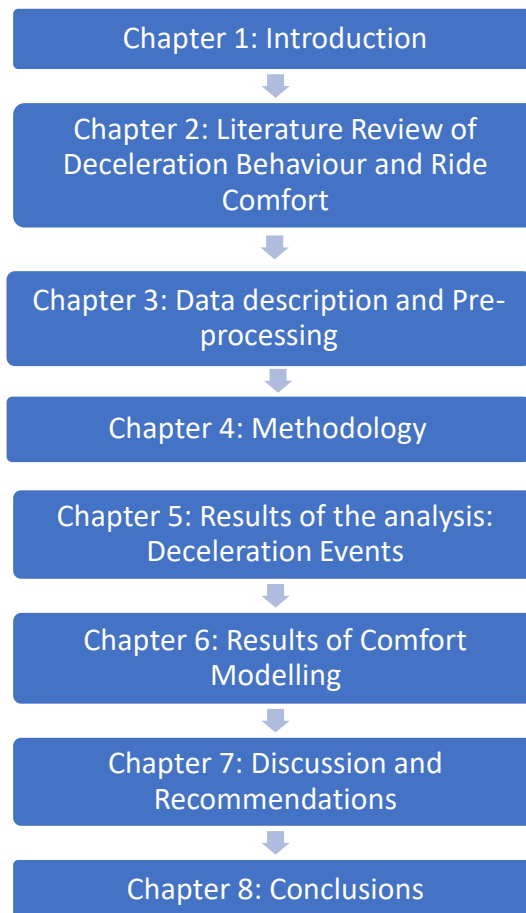 Chapter 1: Introduction
Chapter 2: Literature Review of
Deceleration Behaviour and Ride
Comfort
Chapter 3: Data description and Pre-
processing
Chapter 4: Methodology
Chapter 5: Results of the analysis:
Deceleration Events
Chapter 6: Results of Comfort
Modelling
Chapter 7: Discussion and
Recommendations
Chapter 8: Conclusions